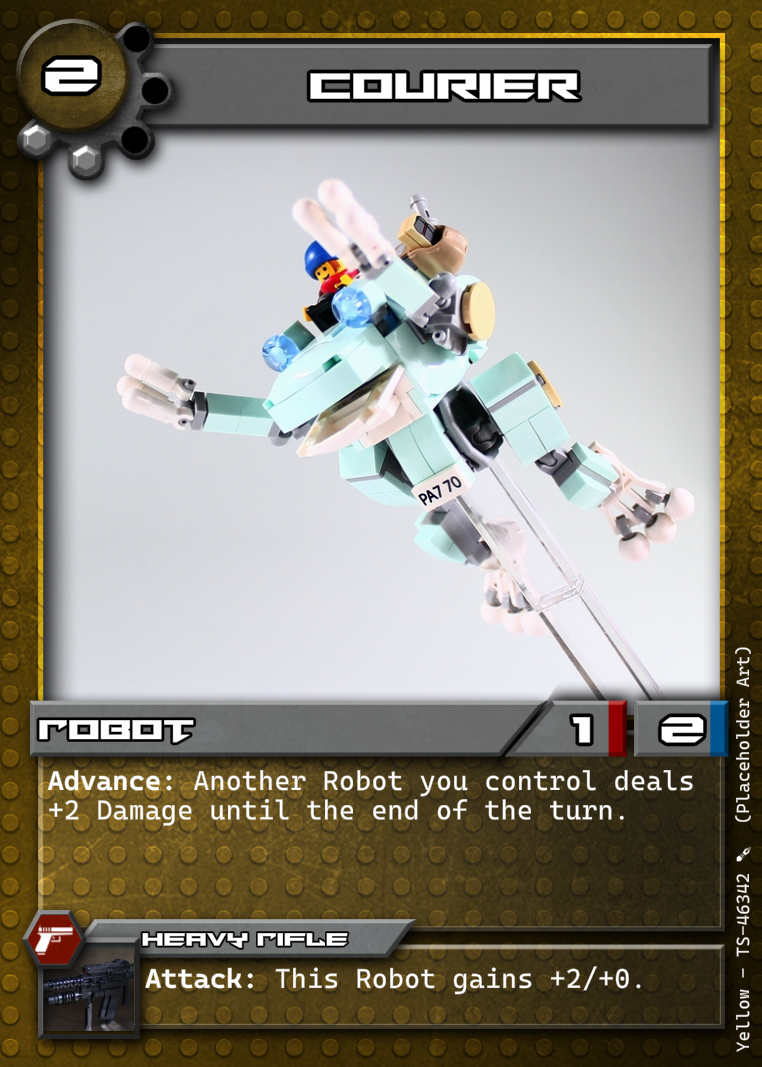 2
COURIER
PA7 70
ROBOT
1
2
Advance: Another Robot you control deals
+2 Damage until the end of the turn.
HEAVY RIFLE
Attack: This Robot gains +2/+0.
Yellow – TS-46342 (Placeholder Art)